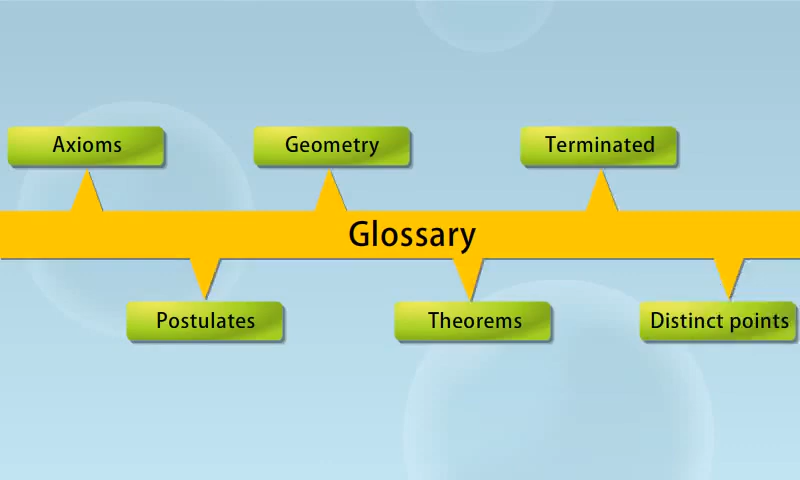 Axioms
Geometry
Terminated
Glossary
Postulates
Theorems
Distinct points